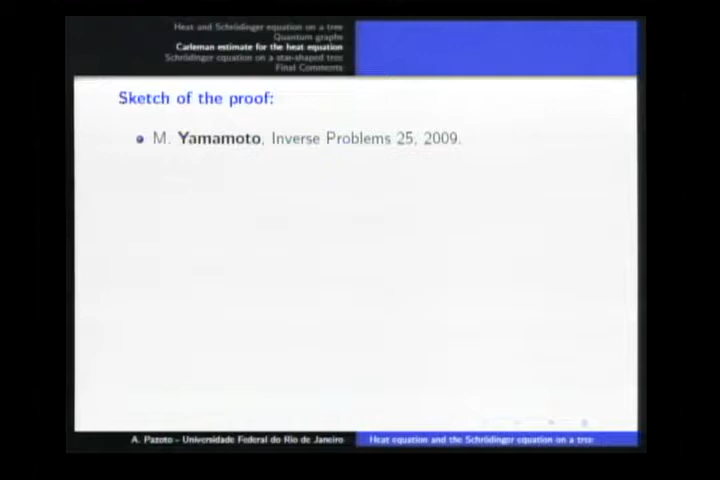 Heat and Schrödinger equation on a tree
Quantum graphs
Carleman estimate for the heat equation
Schrödinger equation on a star-shaped tree
Final Comments
Sketch of the proof:
M. Yamamoto, Inverse Problems 25, 2009.
A. Pazoto - Universidade Federal do Rio de Janeiro
Heat equation and the Schrödinger equation on a tree